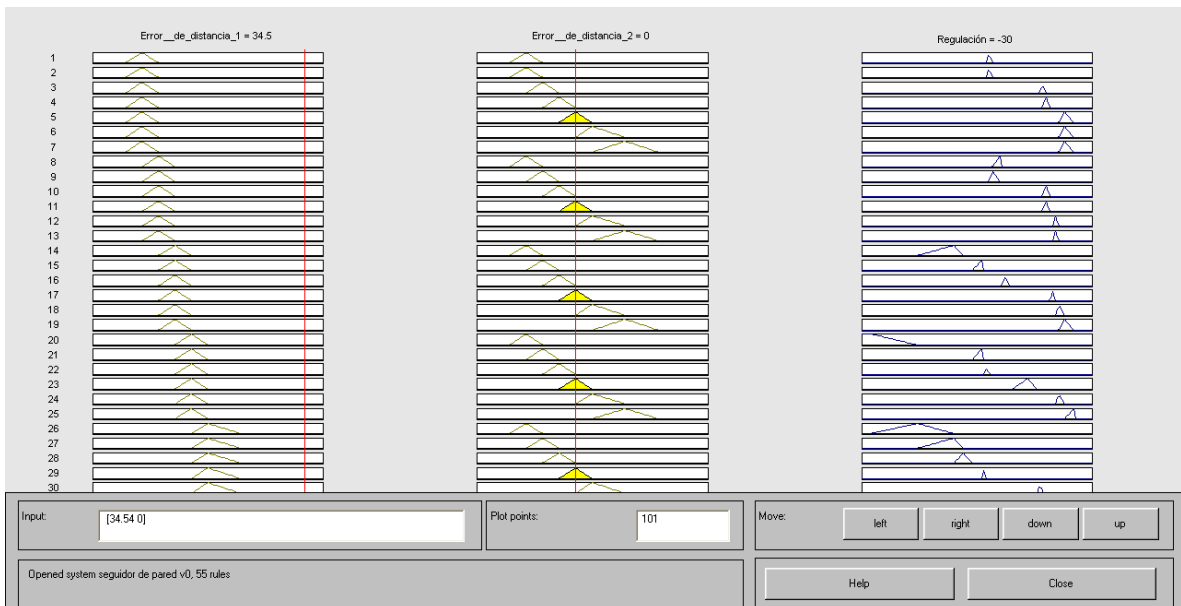 Error__de_distancia_1 = 34.5
Error__de_distancia_2 = 0
Regulación = -30
1
2
3
4
5
6
7
8
9
10
11
12
13
14
15
16
17
18
19
20
21
22
23
24
25
26
27
28
29
30
Input:
[34.54 0]
Plot points:
101
Move:
left
right
down
up
Opened system seguidor de pared v0, 55 rules
Help
Close